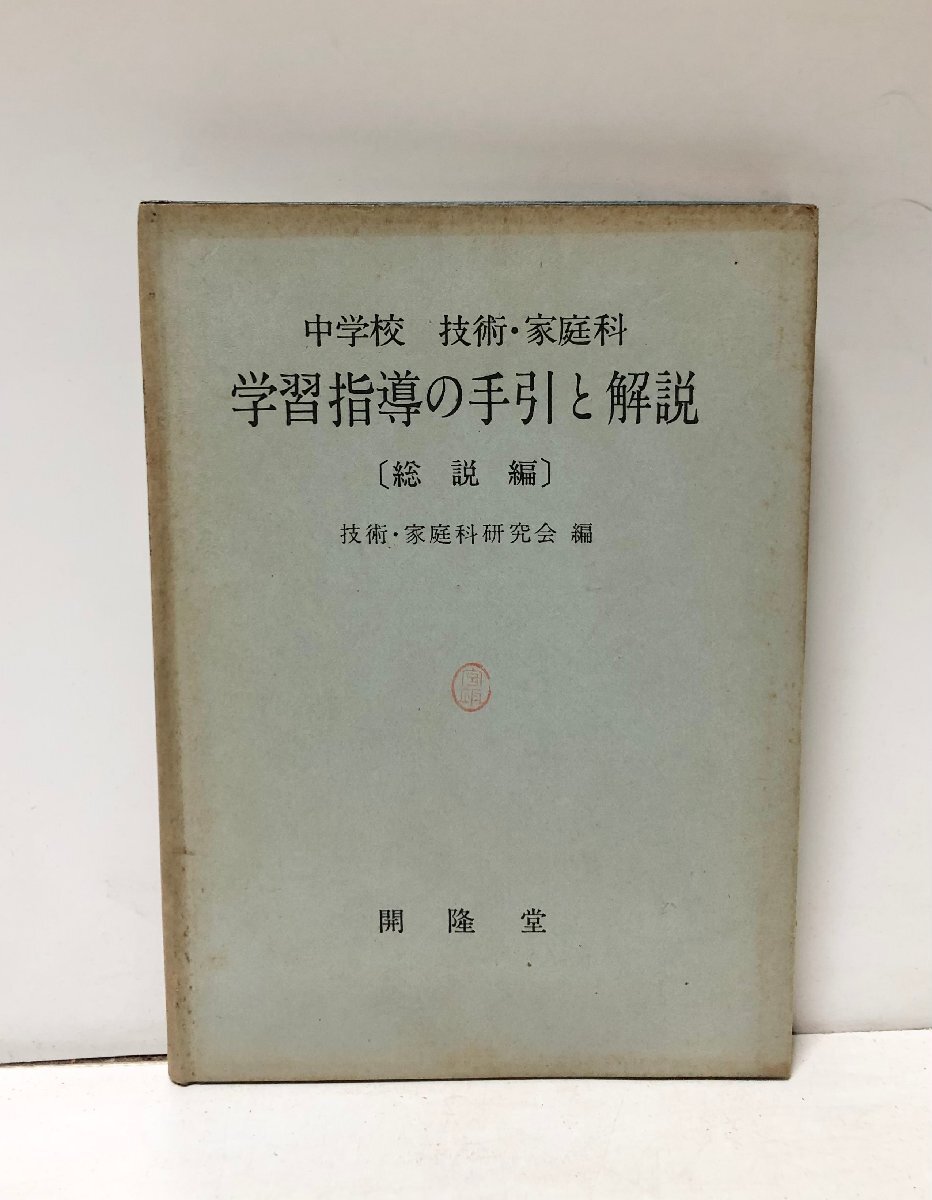 中学校　技術・家庭科
学習指導の手引と解説
〔総説編〕
技術・家庭科研究会 編
開隆堂